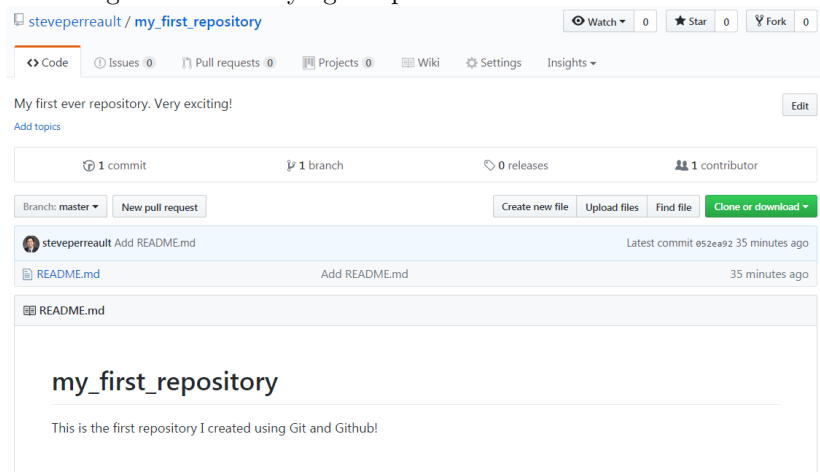 steveperreault / my_first_repository Watch 0 Star 0 Fork 0
Code Issues 0 Pull requests 0 Projects 0 Wiki Settings Insights
My first ever repository. Very exciting! Edit
Add topics
1 commit 1 branch 0 releases 1 contributor
Branch: master New pull request Create new file Upload files Find file Clone or download
steveperreault Add README.md Latest commit 052ea92 35 minutes ago
README.md Add README.md 35 minutes ago
README.md
my_first_repository
This is the first repository I created using Git and Github!